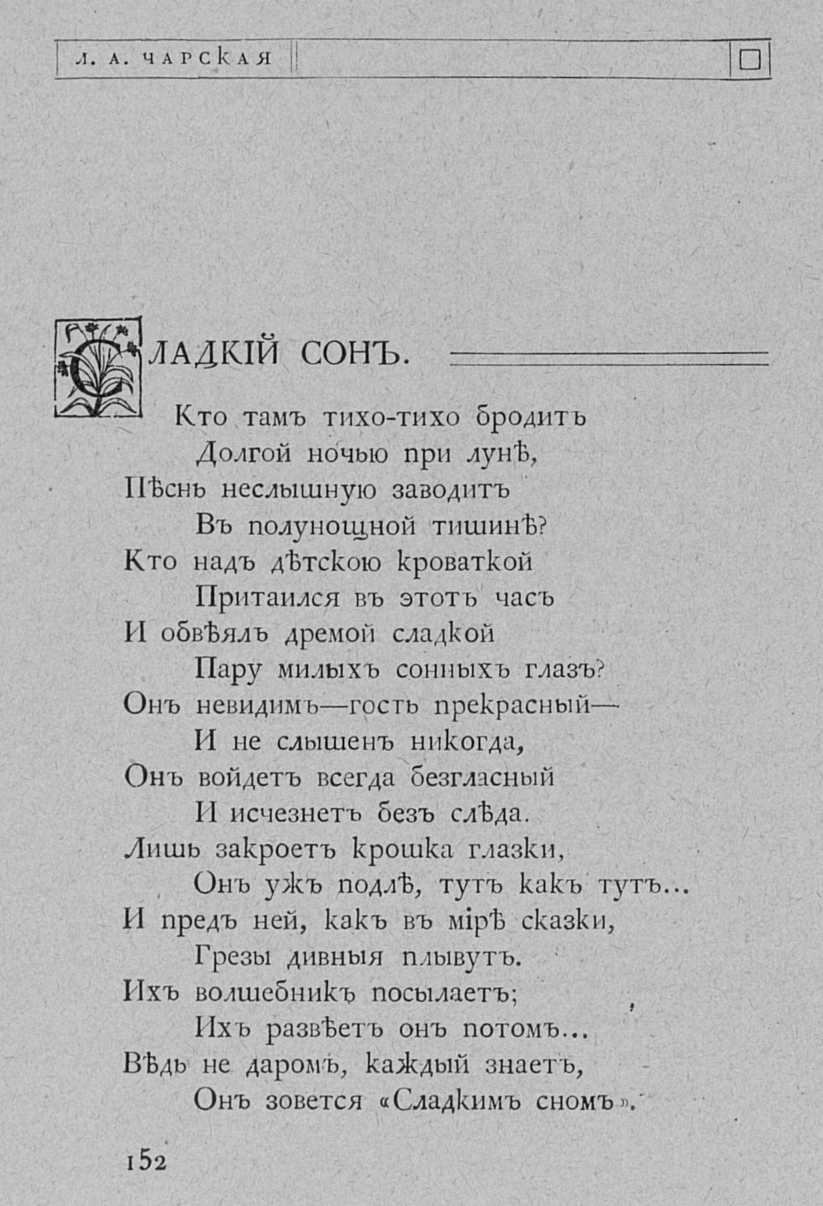 Л. А. ЧАРСКАЯ
СЛАДКІЙ СОНЪ.
Кто тамъ тихо-тихо бродитъ
Долгой ночью при лунѣ,
Пѣснь неслышную заводитъ
Въ полунощной тишинѣ?
Кто надъ дѣтскою кроваткой
Притаился въ этотъ часъ
И обвѣялъ дремой сладкой
Пару милыхъ сонныхъ глазъ?
Онъ невидимъ—гость прекрасный—
И не слышенъ никогда,
Онъ войдетъ всегда безгласный
И исчезнетъ безъ слѣда.
Лишь закроетъ крошка глазки,
Онъ ужъ подлѣ, тутъ какъ тутъ...
И предъ ней, какъ въ мірѣ сказки,
Грезы дивныя плывутъ.
Ихъ волшебникъ посылаетъ;
Ихъ развѣетъ онъ потомъ...
Вѣдь не даромъ, каждый знаетъ,
Онъ зовется «Сладкимъ сномъ».
152